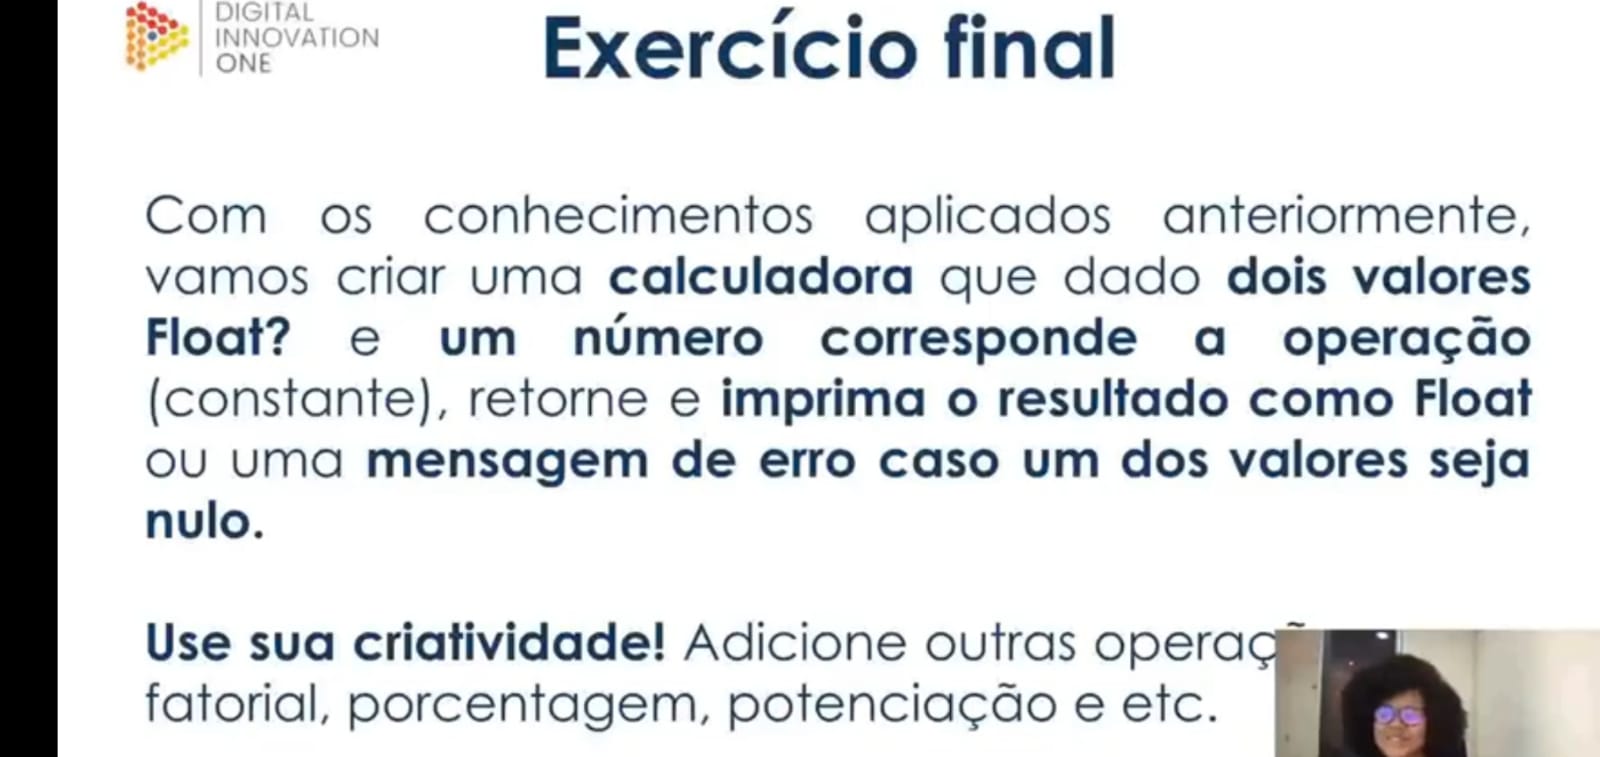 DIGITAL
INNOVATION
ONE
Exercício final
Com os conhecimentos aplicados anteriormente,
vamos criar uma calculadora que dado dois valores
Float? e um número corresponde a operação
(constante), retorne e imprima o resultado como Float
ou uma mensagem de erro caso um dos valores seja
nulo.
Use sua criatividade! Adicione outras
fatorial, porcentagem, potenciação e etc.